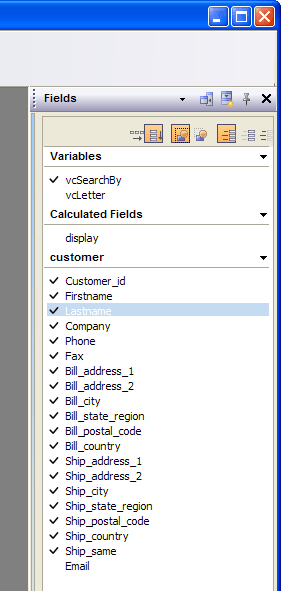 Fields
Variables
vcSearchBy
vcLetter
Calculated Fields
display
customer
Customer_id
Firstname
Lastname
Company
Phone
Fax
Bill_address_1
Bill_address_2
Bill_city
Bill_state_region
Bill_postal_code
Bill_country
Ship_address_1
Ship_address_2
Ship_city
Ship_state_region
Ship_postal_code
Ship_country
Ship_same
Email